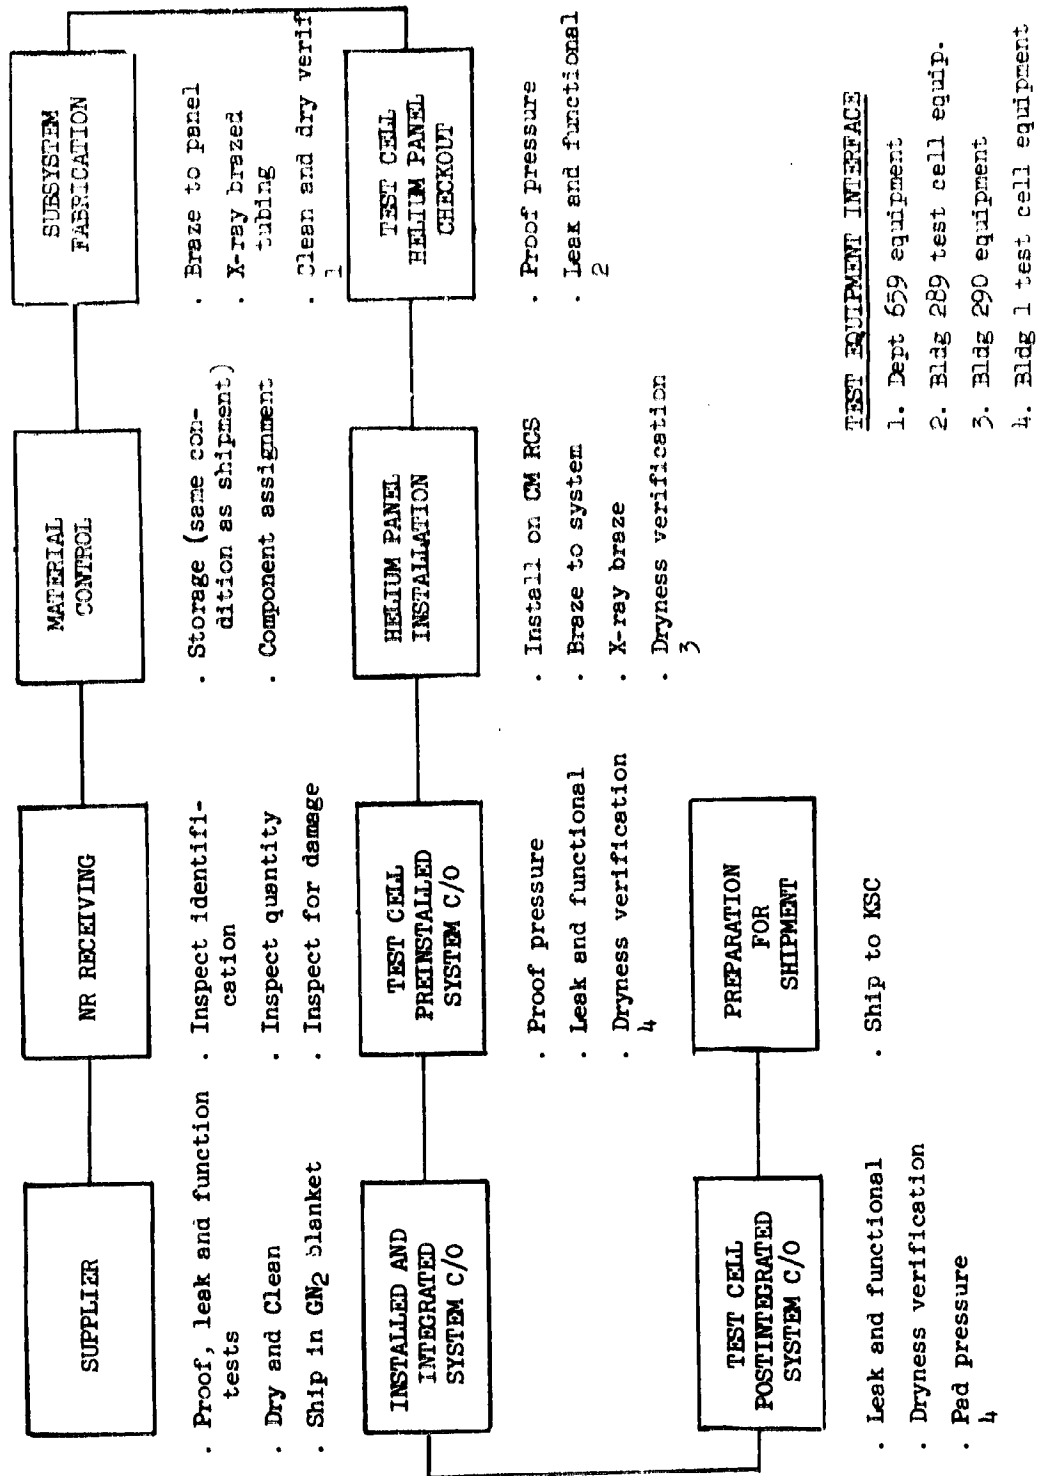 SUPPLIER
. Proof, leak and function
tests
. Dry and Clean
. Ship in GN2 blanket
NR RECEIVING
. Inspect identifi-
cation
. Inspect quantity
. Inspect for damage
MATERIAL
CONTROL
. Storage (same con-
dition as shipment)
. Component assignment
SUBSYSTEM
FABRICATION
. Braze to panel
. X-ray brazed
tubing
. Clean and dry verif
1
TEST CELL
HELIUM PANEL
CHECKOUT
. Proof pressure
. Leak and functional
2
HELIUM PANEL
INSTALLATION
. Install on CM RCS
. Braze to system
. X-ray braze
. Dryness verification
3
TEST CELL
PREINSTALLED
SYSTEM C/O
. Proof pressure
. Leak and functional
. Dryness verification
4
INSTALLED AND
INTEGRATED
SYSTEM C/O
TEST CELL
POSTINTEGRATED
SYSTEM C/O
. Leak and functional
. Dryness verification
. Pad pressure
4
PREPARATION
FOR
SHIPMENT
. Ship to KSC
TEST EQUIPMENT INTERFACE
1. Dept 659 equipment
2. Bldg 289 test cell equip.
3. Bldg 290 equipment
4. Bldg 1 test cell equipment